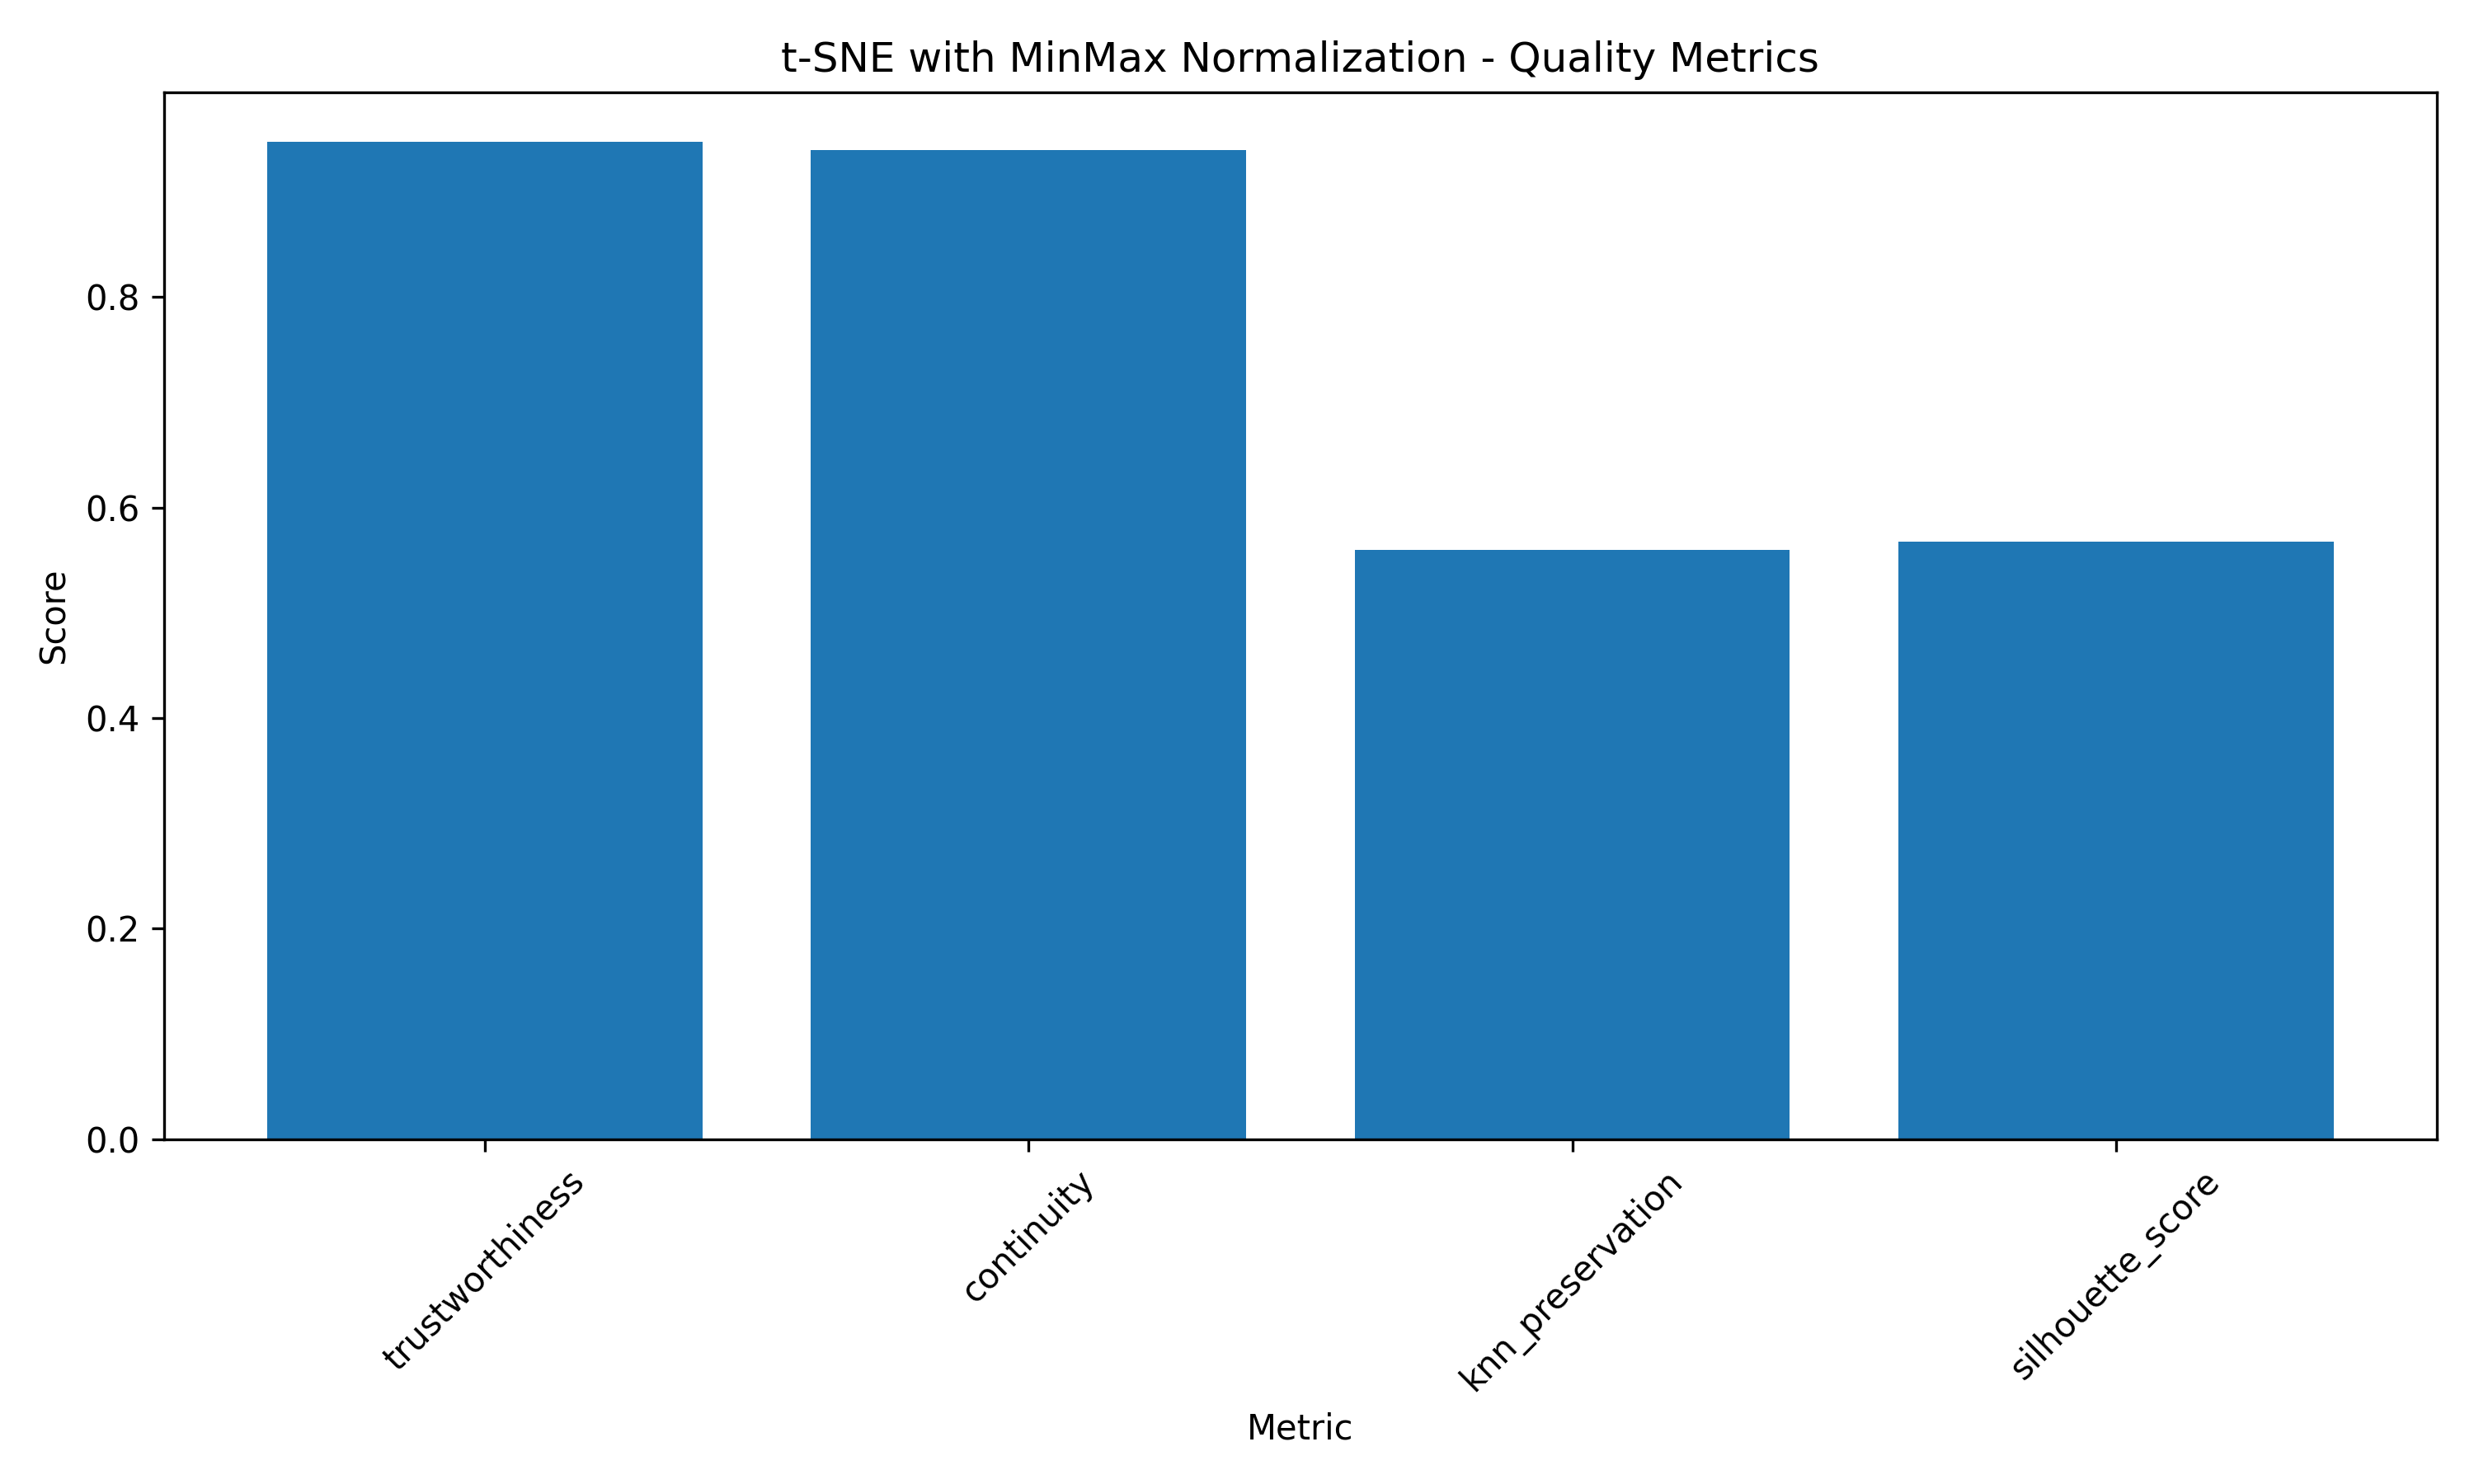 t-SNE with MinMax Normalization - Quality Metrics
Score
0.8
0.6
0.4
0.2
0.0
trustworthiness
continuity
knn_preservation
silhouette_score
Metric